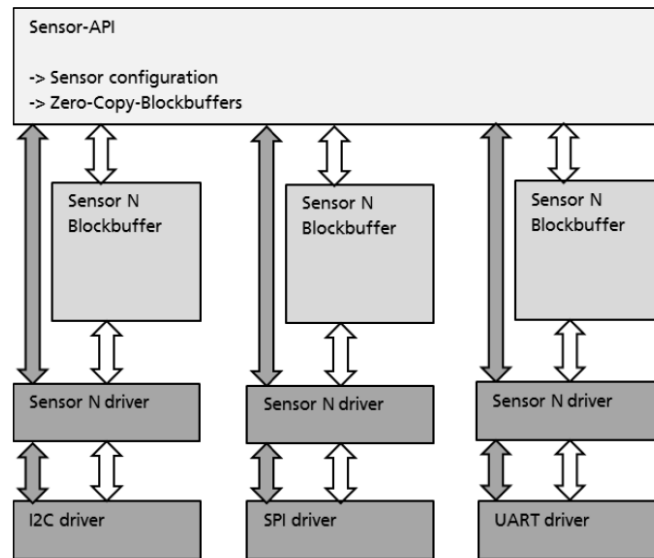 Sensor-API
-> Sensor configuration
-> Zero-Copy-Blockbuffers
Sensor N
Blockbuffer
Sensor N
Blockbuffer
Sensor N
Blockbuffer
Sensor N driver
Sensor N driver
Sensor N driver
I2C driver
SPI driver
UART driver